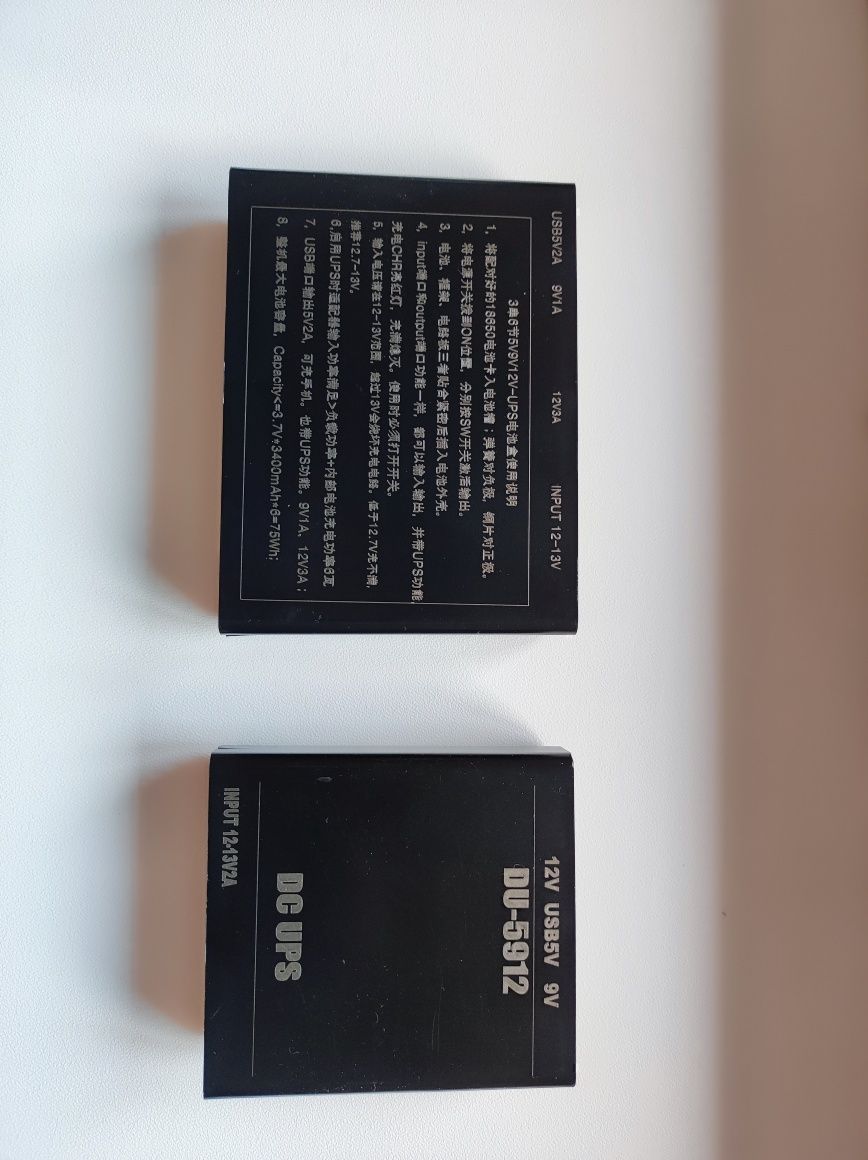 USB5V2A 9V1A 12V3A INPUT 12-13V
3串6节5V9V12V-UPS电池盒使用说明
1、将配对好的18650电池卡入电池槽；弹簧对负极，铜片对正极。
2、将电源开关拨到ON位置，分别按SW开关激活输出。
3、电池、框架、电路板三者贴合紧密后插入电池外壳。
4、input端口和output端口功能一样，都可以输入输出，并带UPS功能，
充电CHR亮红灯，充满熄灭。使用时必须打开开关。
5、输入电压请在12-13V范围，超过13V会烧坏充电电路，低于12.7V充不满，
推荐12.7-13V。
6、启用UPS时适配器输入功率需满足>负载功率+内部电池充电功率6瓦
7、USB端口输出5V2A，可充手机。也带UPS功能。9V1A、12V3A；
8、整机最大电池容量，Capacity<=3.7V*3400mAh*6=75Wh；
12V USB5V 9V
DU-5912
DC UPS
INPUT 12-13V2A